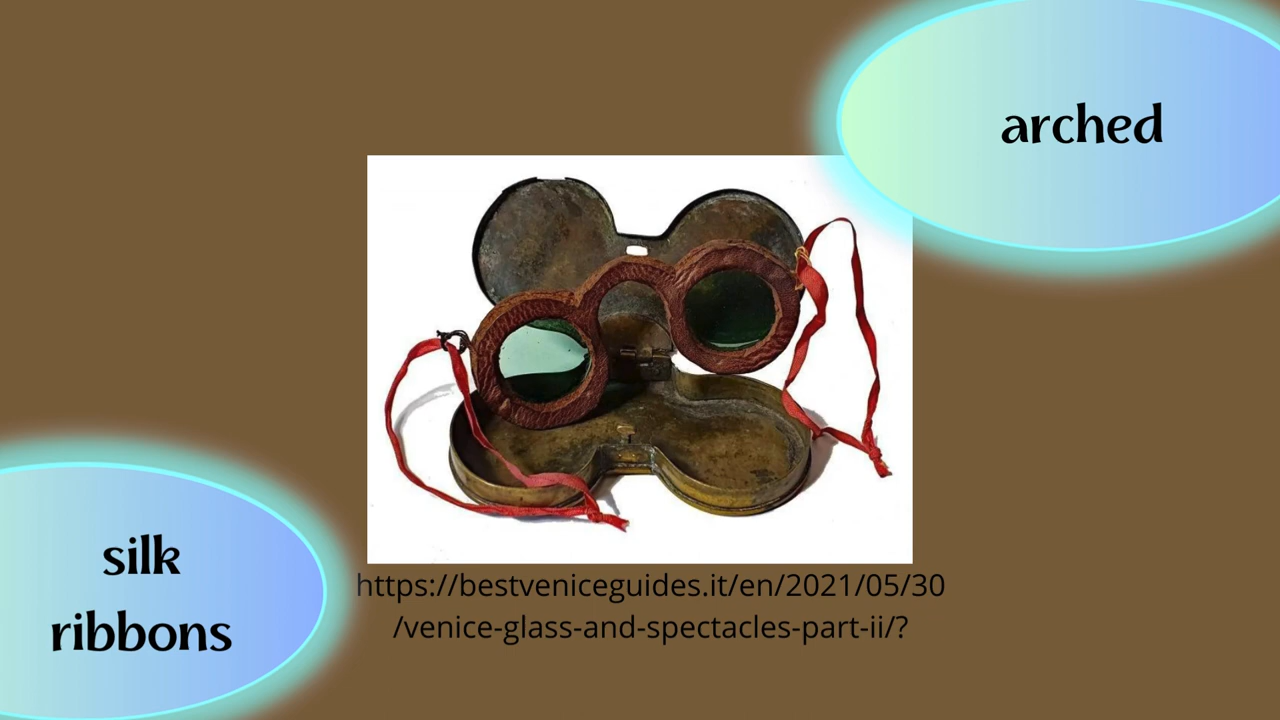 arched
https://bestveniceguides.it/en/2021/05/30
/venice-glass-and-spectacles-part-ii/?
silk
ribbons